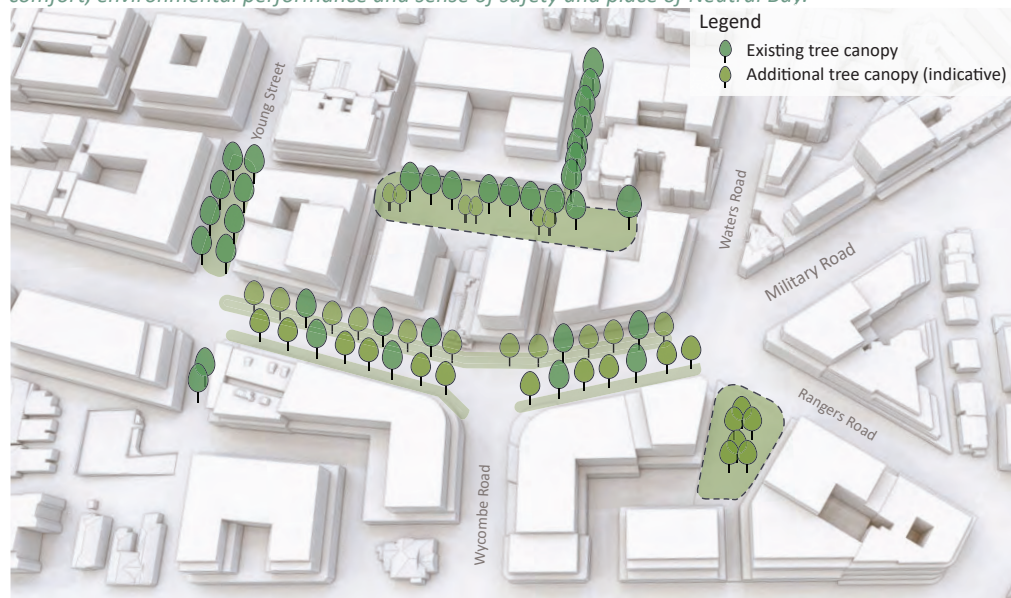 comfort, environmental performance and sense of safety and place of Neutral Bay.
Legend
Existing tree canopy
Additional tree canopy (indicative)
Young Street
Waters Road
Military Road
Rangers Road
Wycombe Road